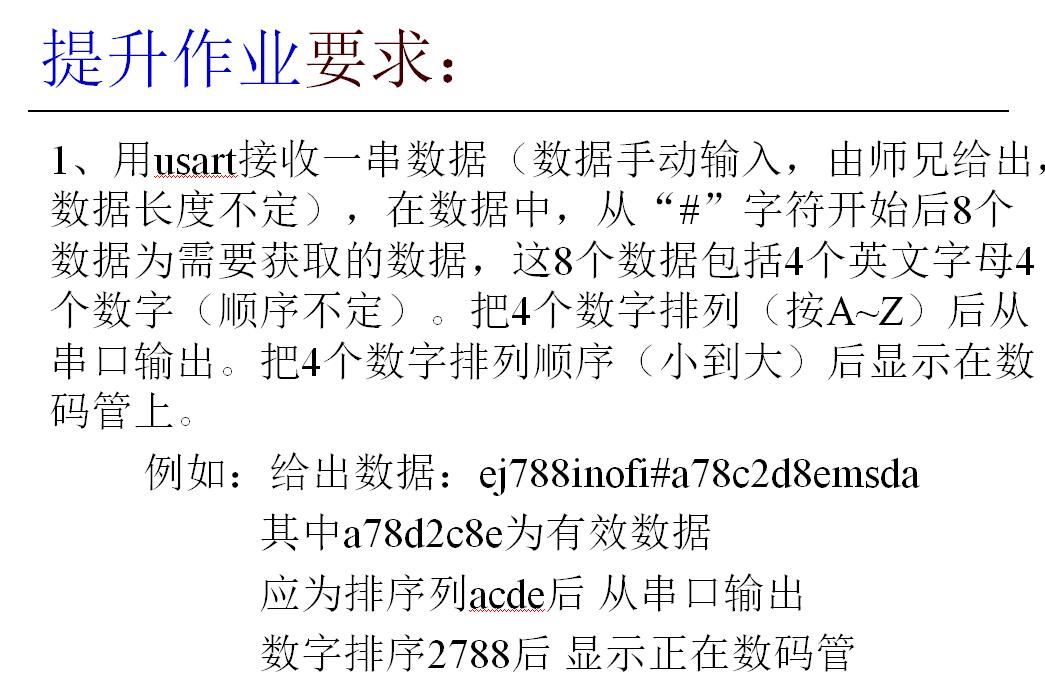 提升作业要求：
1、用usart接收一串数据（数据手动输入，由师兄给出，
数据长度不定），在数据中，从“#”字符开始后8个
数据为需要获取的数据，这8个数据包括4个英文字母4
个数字（顺序不定）。把4个数字排列（按A~Z）后从
串口输出。把4个数字排列顺序（小到大）后显示在数
码管上。
例如：给出数据：ej788inofi#a78c2d8emsda
其中a78d2c8e为有效数据
应为排序列acde后 从串口输出
数字排序2788后 显示正在数码管